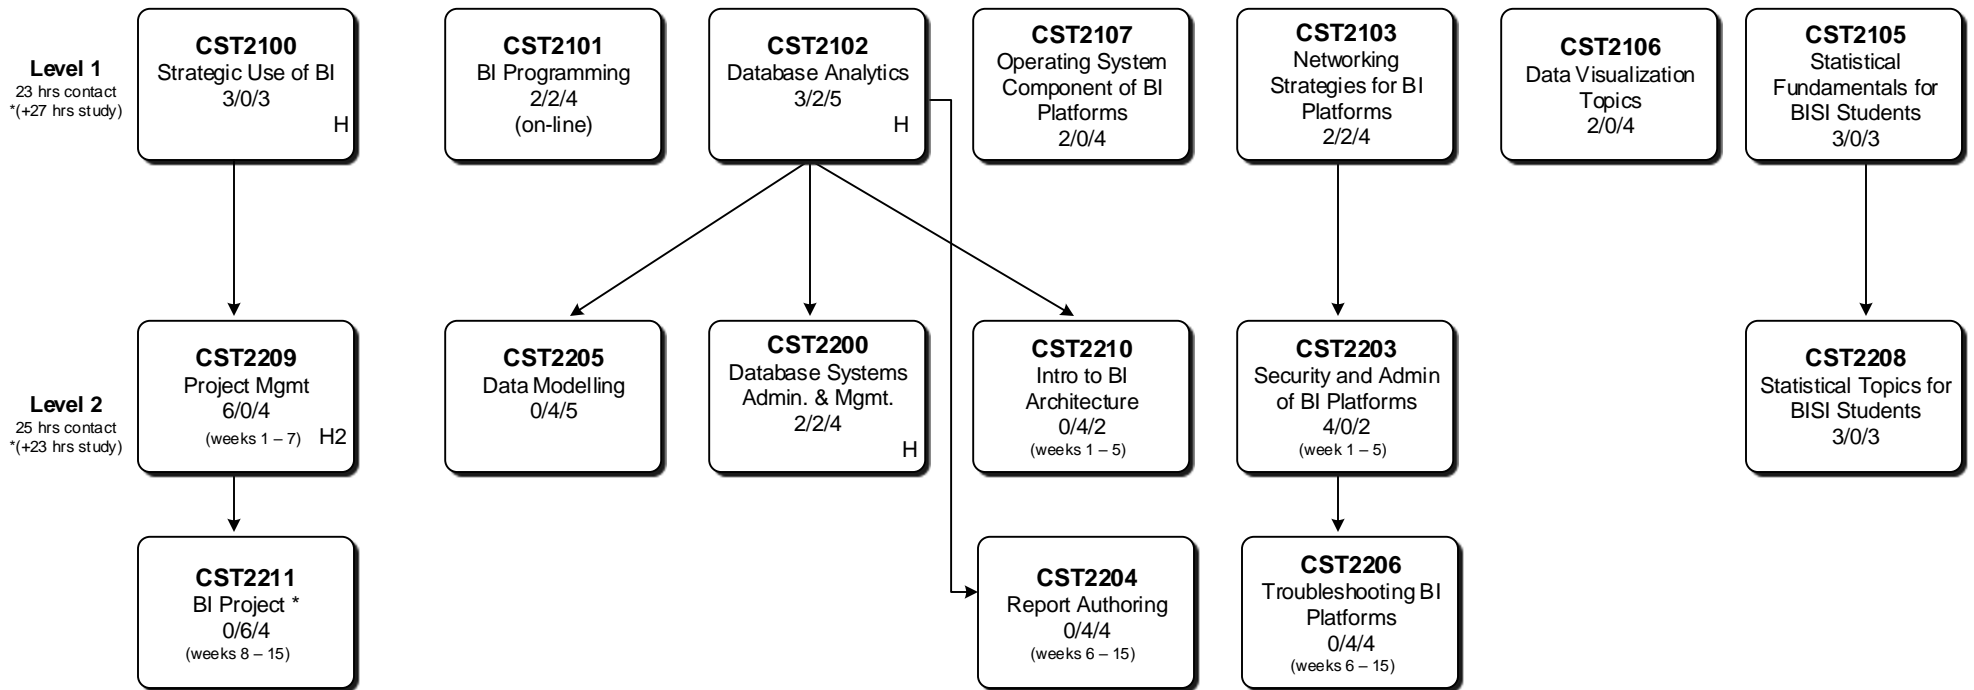 Level 1
23 hrs contact
*(+27 hrs study)
CST2100
Strategic Use of BI
3/0/3
H
CST2101
BI Programming
2/2/4
(on-line)
CST2102
Database Analytics
3/2/5
H
CST2107
Operating System
Component of BI
Platforms
2/0/4
CST2103
Networking
Strategies for BI
Platforms
2/2/4
CST2106
Data Visualization
Topics
2/0/4
CST2105
Statistical
Fundamentals for
BISI Students
3/0/3
Level 2
25 hrs contact
*(+23 hrs study)
CST2209
Project Mgmt
6/0/4
(weeks 1 – 7)
H2
CST2205
Data Modelling
0/4/5
CST2200
Database Systems
Admin. & Mgmt.
2/2/4
H
CST2210
Intro to BI
Architecture
0/4/2
(weeks 1 – 5)
CST2203
Security and Admin
of BI Platforms
4/0/2
(week 1 – 5)
CST2208
Statistical Topics for
BISI Students
3/0/3
CST2211
BI Project *
0/6/4
(weeks 8 – 15)
CST2204
Report Authoring
0/4/4
(weeks 6 – 15)
CST2206
Troubleshooting BI
Platforms
0/4/4
(weeks 6 – 15)